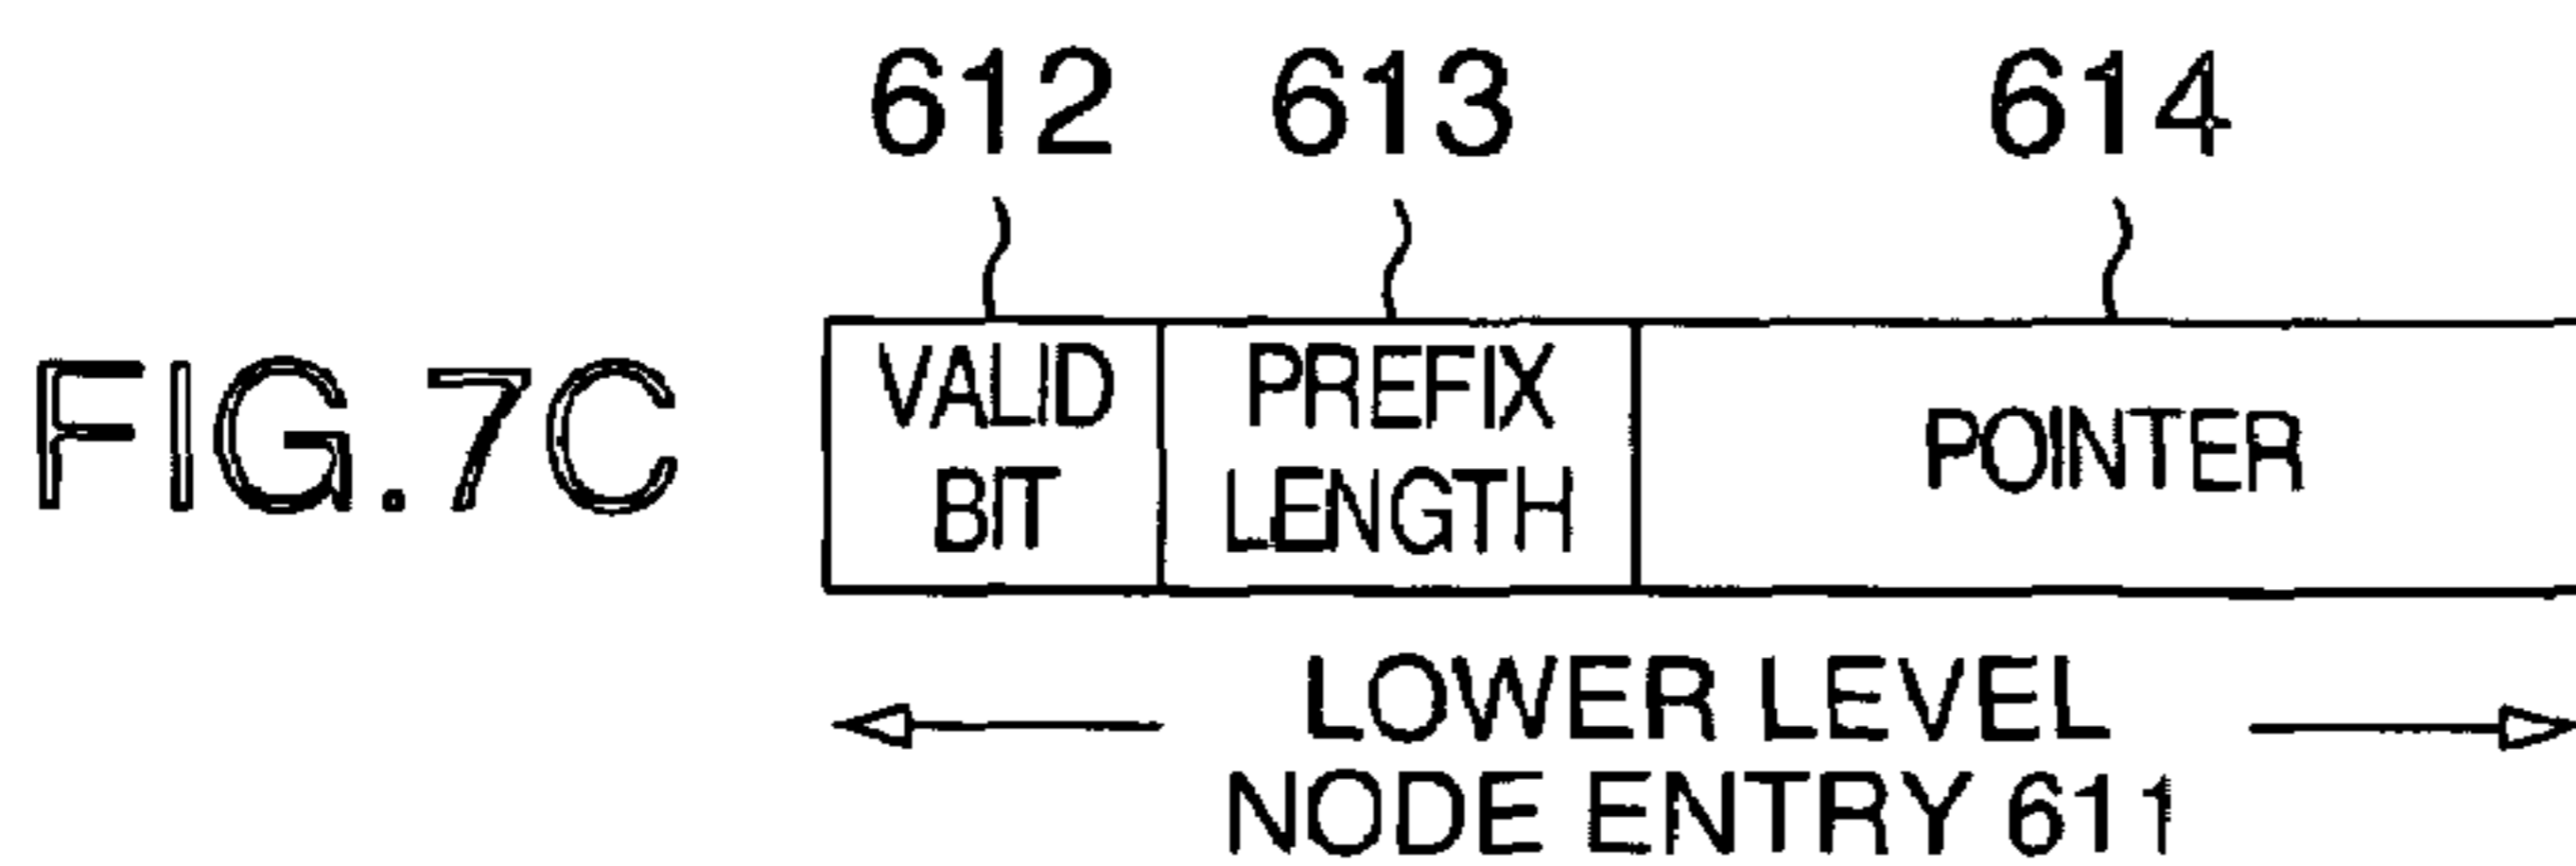 612 613 614
FIG.7C
VALID BIT
PREFIX LENGTH
POINTER
LOWER LEVEL
NODE ENTRY 611